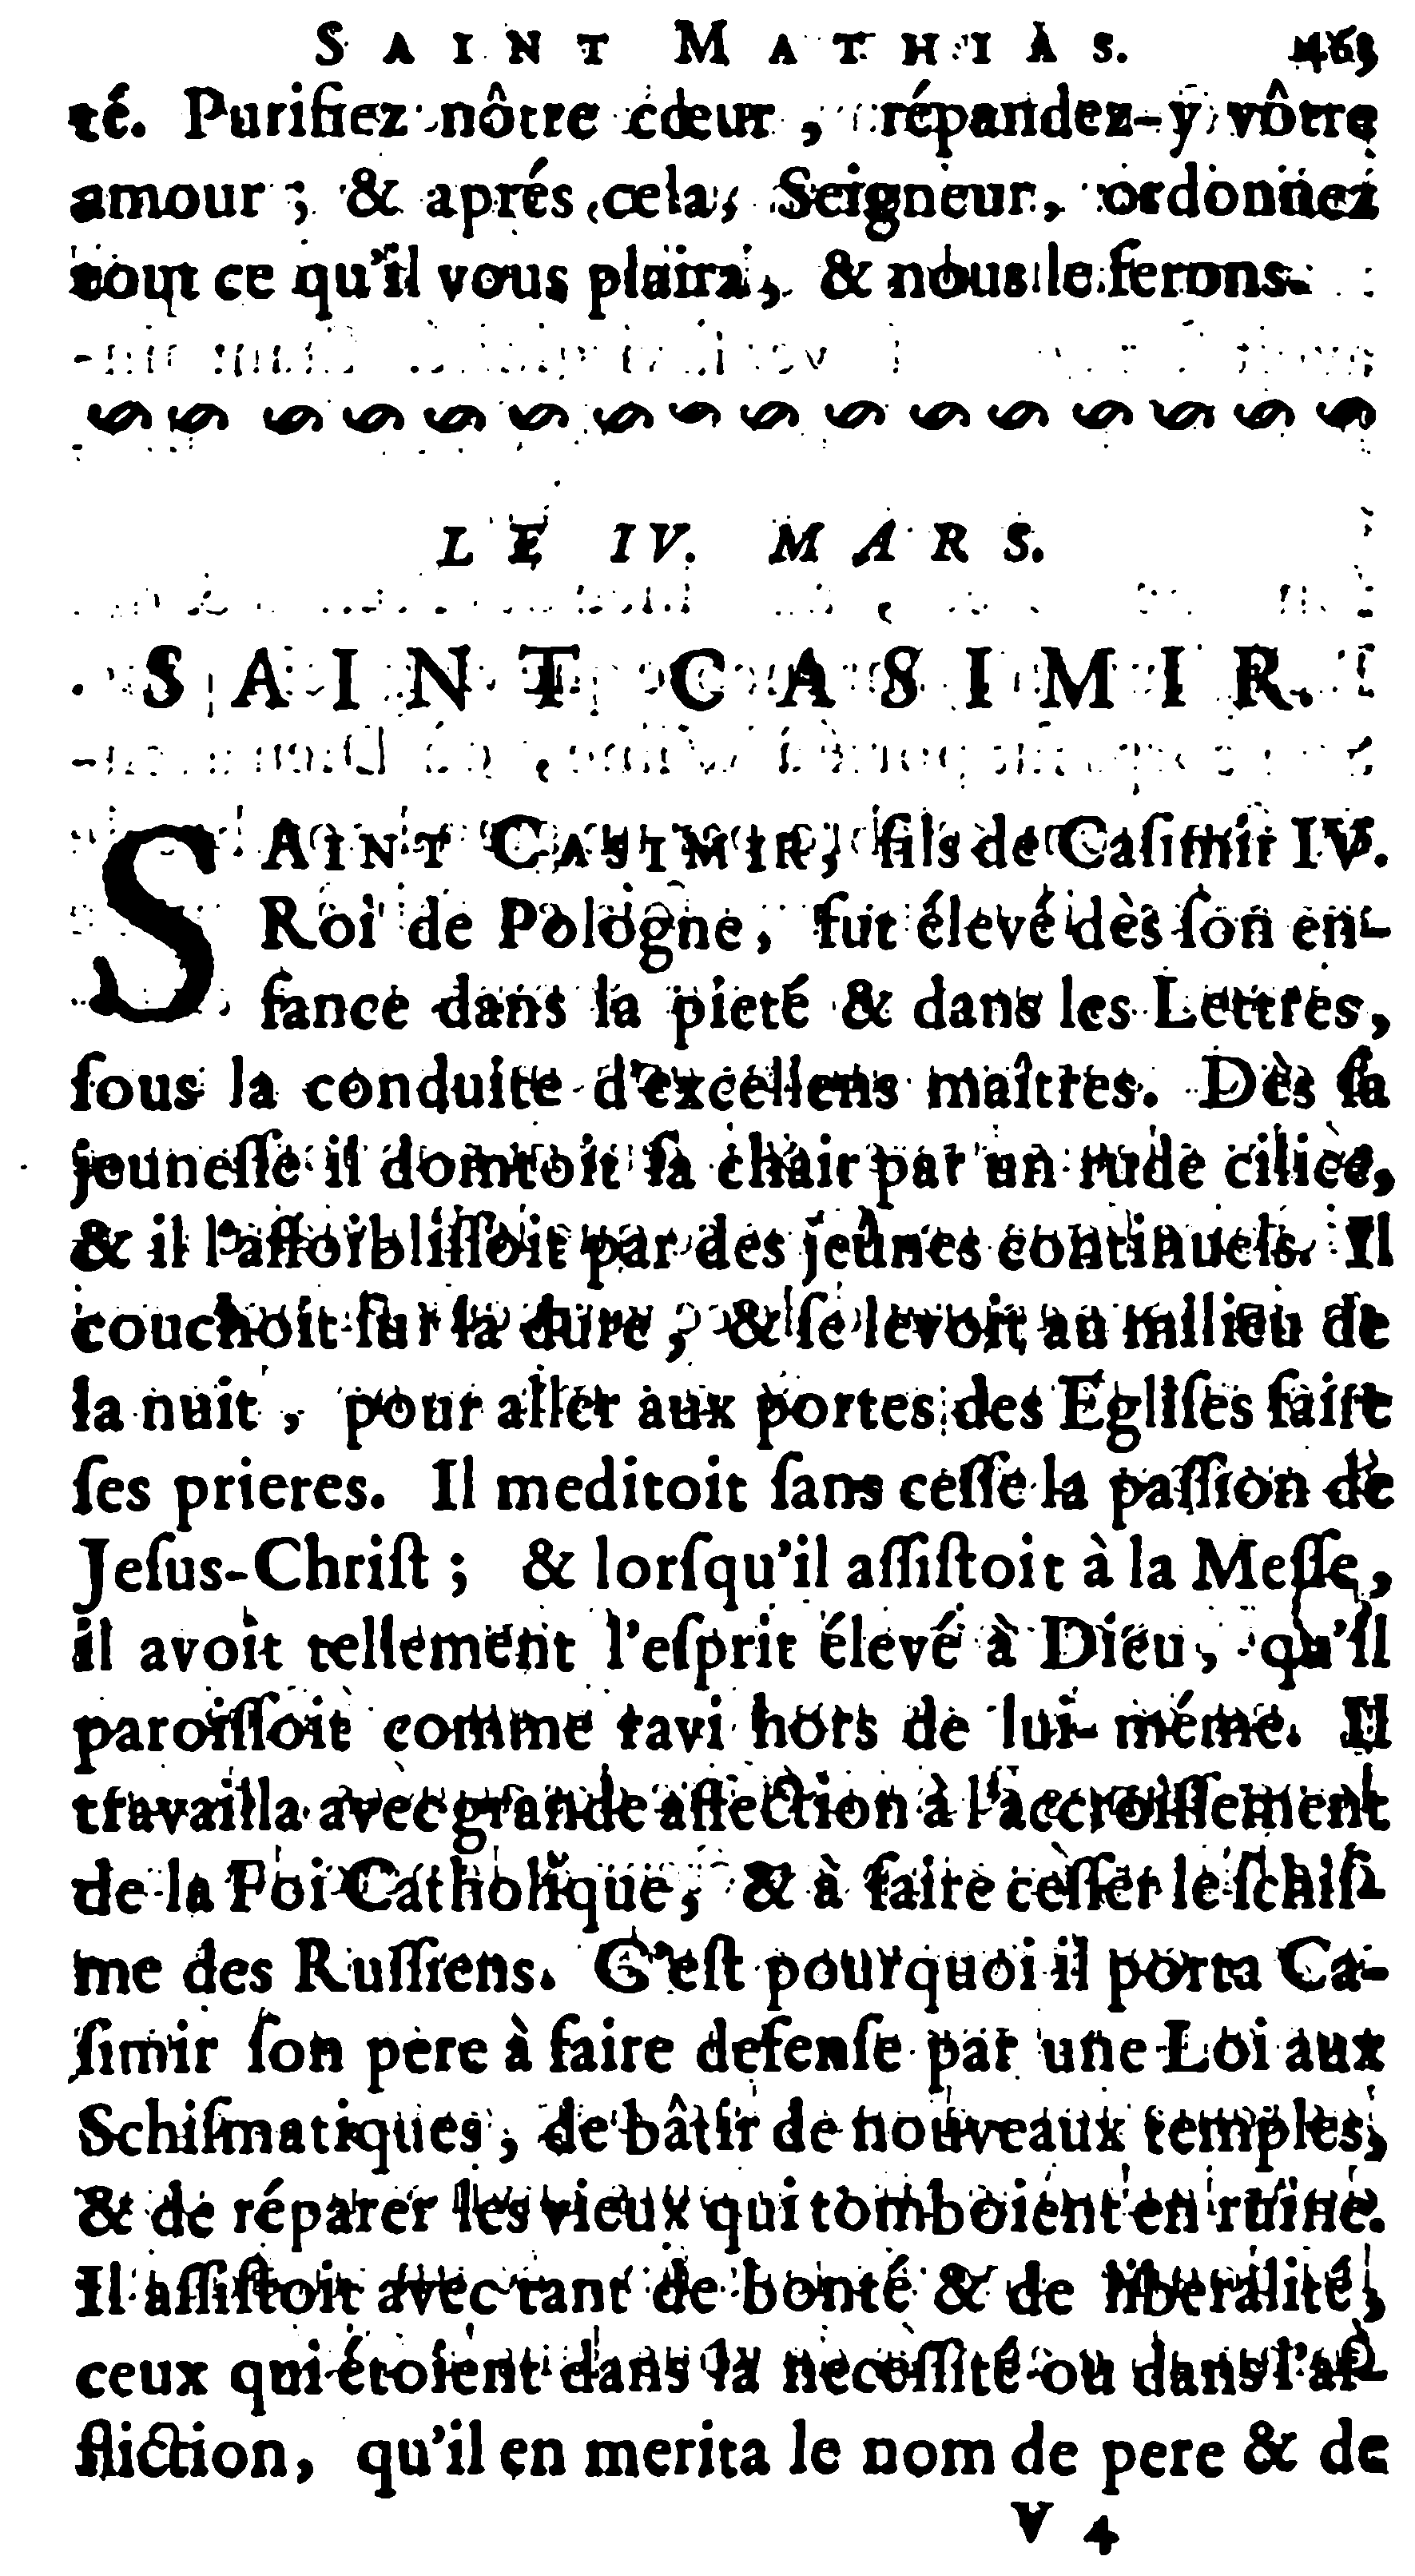 SAINT MATHIAS. 463
té. Purifiez nôtre cœur, répandez-y vôtre
amour; & aprés cela, Seigneur, ordonnez
tout ce qu'il vous plaira, & nous le ferons.
LE IV. MARS.
SAINT CASIMIR.
SAINT CASIMIR, fils de Caſimir IV.
Roi de Pologne, fut élevé dès ſon en-
fance dans la pieté & dans les Lettres,
ſous la conduite d'excellens maîtres. Dès ſa
jeuneſſe il domtoit ſa chair par un rude cilice,
& il l'affoibliſſoit par des jeûnes continuels. Il
couchoit ſur la dure, & ſe levoit au milieu de
la nuit, pour aller aux portes des Egliſes faire
ſes prieres. Il meditoit ſans ceſſe la paſſion de
Jeſus-Chriſt; & lorſqu'il aſſiſtoit à la Meſſe,
il avoit tellement l'eſprit élevé à Dieu, qu'il
paroiſſoit comme ravi hors de lui-méme. Il
travailla avec grande affection à l'accroiſſement
de la Foi Catholique, & à faire ceſſer le ſchiſ-
me des Ruſſiens. C'eſt pourquoi il porta Ca-
ſimir ſon pere à faire defenſe par une Loi aux
Schiſmatiques, de bâtir de nouveaux temples,
& de réparer les vieux qui tomboient en ruine.
Il aſſiſtoit avec tant de bonté & de liberalité,
ceux qui étoient dans la neceſſité ou dans l'af-
fliction, qu'il en merita le nom de pere & de
V 4